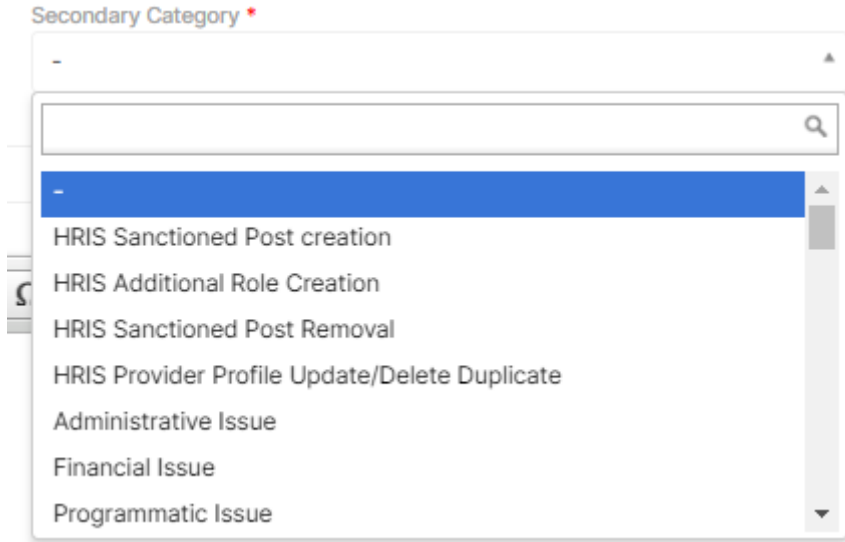 Secondary Category *
-
-
HRIS Sanctioned Post creation
HRIS Additional Role Creation
Ω
HRIS Sanctioned Post Removal
HRIS Provider Profile Update/Delete Duplicate
Administrative Issue
Financial Issue
Programmatic Issue